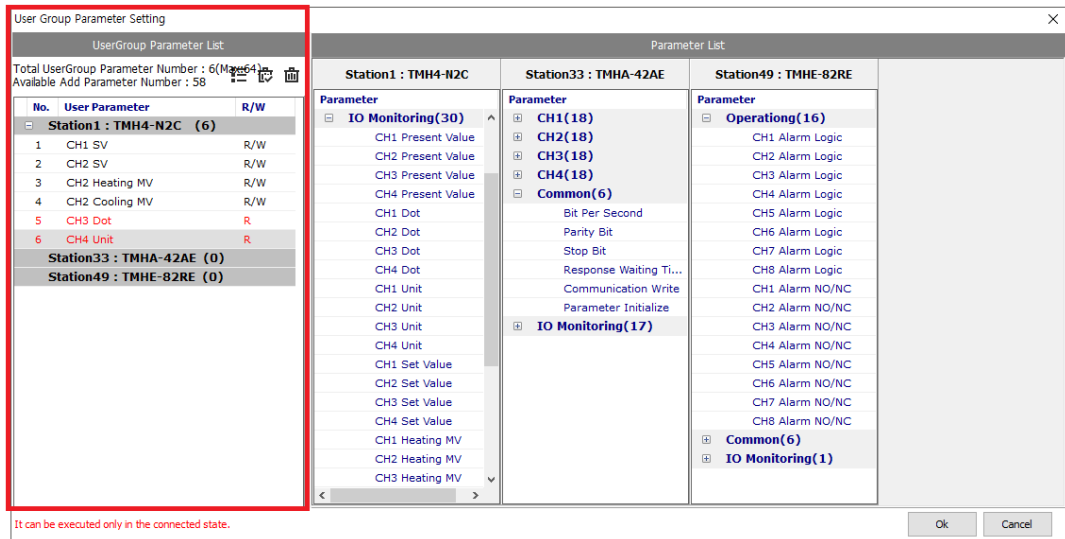 User Group Parameter Setting
UserGroup Parameter List
Total UserGroup Parameter Number : 6(Max:64)
Available Add Parameter Number : 58
No. User Parameter R/W
Station1 : TMH4-N2C (6)
1 CH1 SV R/W
2 CH2 SV R/W
3 CH2 Heating MV R/W
4 CH2 Cooling MV R/W
5 CH3 Dot R
6 CH4 Unit R
Station33 : TMHA-42AE (0)
Station49 : TMHE-82RE (0)
Parameter List
Station1 : TMH4-N2C
Parameter
IO Monitoring(30)
CH1 Present Value
CH2 Present Value
CH3 Present Value
CH4 Present Value
CH1 Dot
CH2 Dot
CH3 Dot
CH4 Dot
CH1 Unit
CH2 Unit
CH3 Unit
CH4 Unit
CH1 Set Value
CH2 Set Value
CH3 Set Value
CH4 Set Value
CH1 Heating MV
CH2 Heating MV
CH3 Heating MV
Station33 : TMHA-42AE
Parameter
CH1(18)
CH2(18)
CH3(18)
CH4(18)
Common(6)
Bit Per Second
Parity Bit
Stop Bit
Response Waiting Ti...
Communication Write
Parameter Initialize
IO Monitoring(17)
Station49 : TMHE-82RE
Parameter
Operationg(16)
CH1 Alarm Logic
CH2 Alarm Logic
CH3 Alarm Logic
CH4 Alarm Logic
CH5 Alarm Logic
CH6 Alarm Logic
CH7 Alarm Logic
CH8 Alarm Logic
CH1 Alarm NO/NC
CH2 Alarm NO/NC
CH3 Alarm NO/NC
CH4 Alarm NO/NC
CH5 Alarm NO/NC
CH6 Alarm NO/NC
CH7 Alarm NO/NC
CH8 Alarm NO/NC
Common(6)
IO Monitoring(1)
It can be executed only in the connected state.
Ok
Cancel